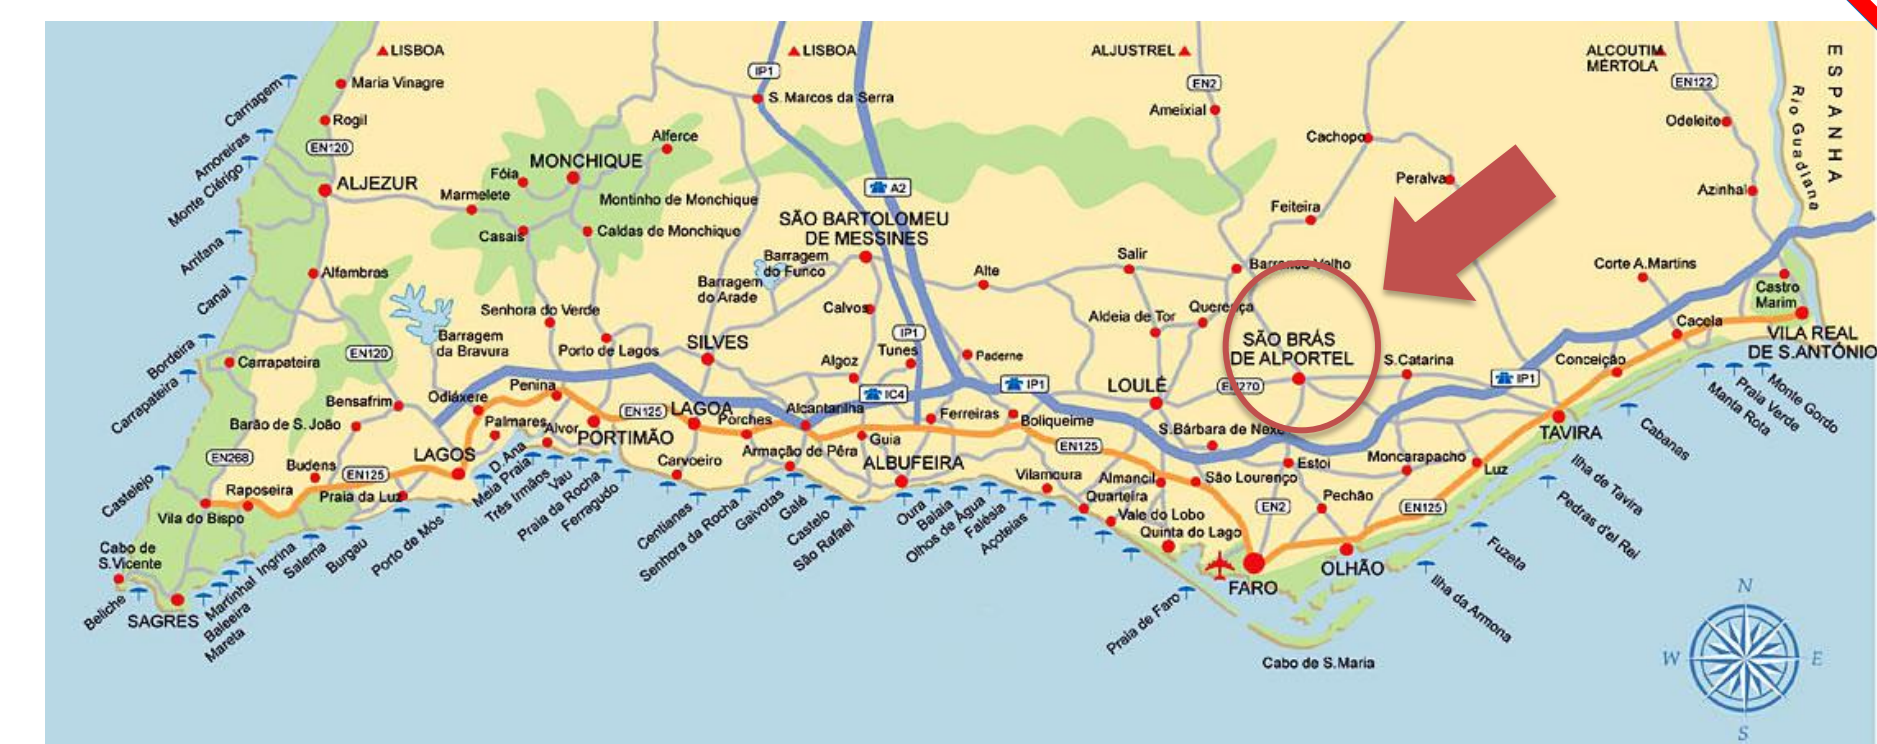 LISBOA
LISBOA
ALJUSTREL
ALCOUTIM
MÉRTOLA
ESPANHA
Rio Guadiana
IP1
EN2
EN122
Maria Vinagre
S. Marcos da Serra
Ameixial
Carriagem
Rogil
Odeleite
Amoreiras
EN120
Alferce
Cachopo
Monte Clérigo
MONCHIQUE
Fóia
ALJEZUR
Marmelete
Montinho de Monchique
A2
Peralva
Azinhal
Arrifana
Casais
Caldas de Monchique
SÃO BARTOLOMEU
DE MESSINES
Feiteira
Canal
Alfambras
Barragem
do Funco
Barragem
do Arade
Alte
Salir
Barranco Velho
Corte A.Martins
Castro
Marim
Senhora do Verde
Calvos
Aldeia de Tor
Querença
Cacela
VILA REAL
DE S.ANTÓNIO
Bordeira
Carrapateira
EN120
Barragem
da Bravura
Porto de Lagos
SILVES
IP1
Tunes
Algoz
Paderne
SÃO BRÁS
DE ALPORTEL
S.Catarina
Conceição
Carrapateira
Bensafrim
Odiáxere
Penina
IC4
IP1
LOULÉ
EN270
IP1
Monte Gordo
Praia Verde
Manta Rota
Barão de S.João
Palmares
Alvor
PORTIMÃO
EN125
LAGOA
Porches
Alcantarilha
Ferreiras
Boliqueime
S.Bárbara de Nexe
TAVIRA
Cabanas
EN268
Budens
EN125
LAGOS
Guia
Armação de Pêra
ALBUFEIRA
EN125
Estoi
Moncarapacho
Luz
Castelejo
Raposeira
Praia da Luz
Carvoeiro
Vilamoura
Almancil
São Lourenço
Vila do Bispo
Quarteira
Vale do Lobo
Quinta do Lago
EN2
Pechão
EN125
Cabo de
S.Vicente
Beliche
SAGRES
FARO
OLHÃO
Mareta
Baleeira
Martinhal
Ingrina
Salema
Burgau
Porto de Mós
D. Ana
Meia Praia
Três Irmãos
Vau
Praia da Rocha
Ferragudo
Centianes
Senhora da Rocha
Gaivotas
Galé
Castelo
São Rafael
Oura
Balaia
Olhos de Água
Falésia
Açoteias
Praia de Faro
Cabo de S.Maria
Ilha da Armona
Fuzeta
Pedras d'el Rei
Ilha de Tavira
N
W
E
S